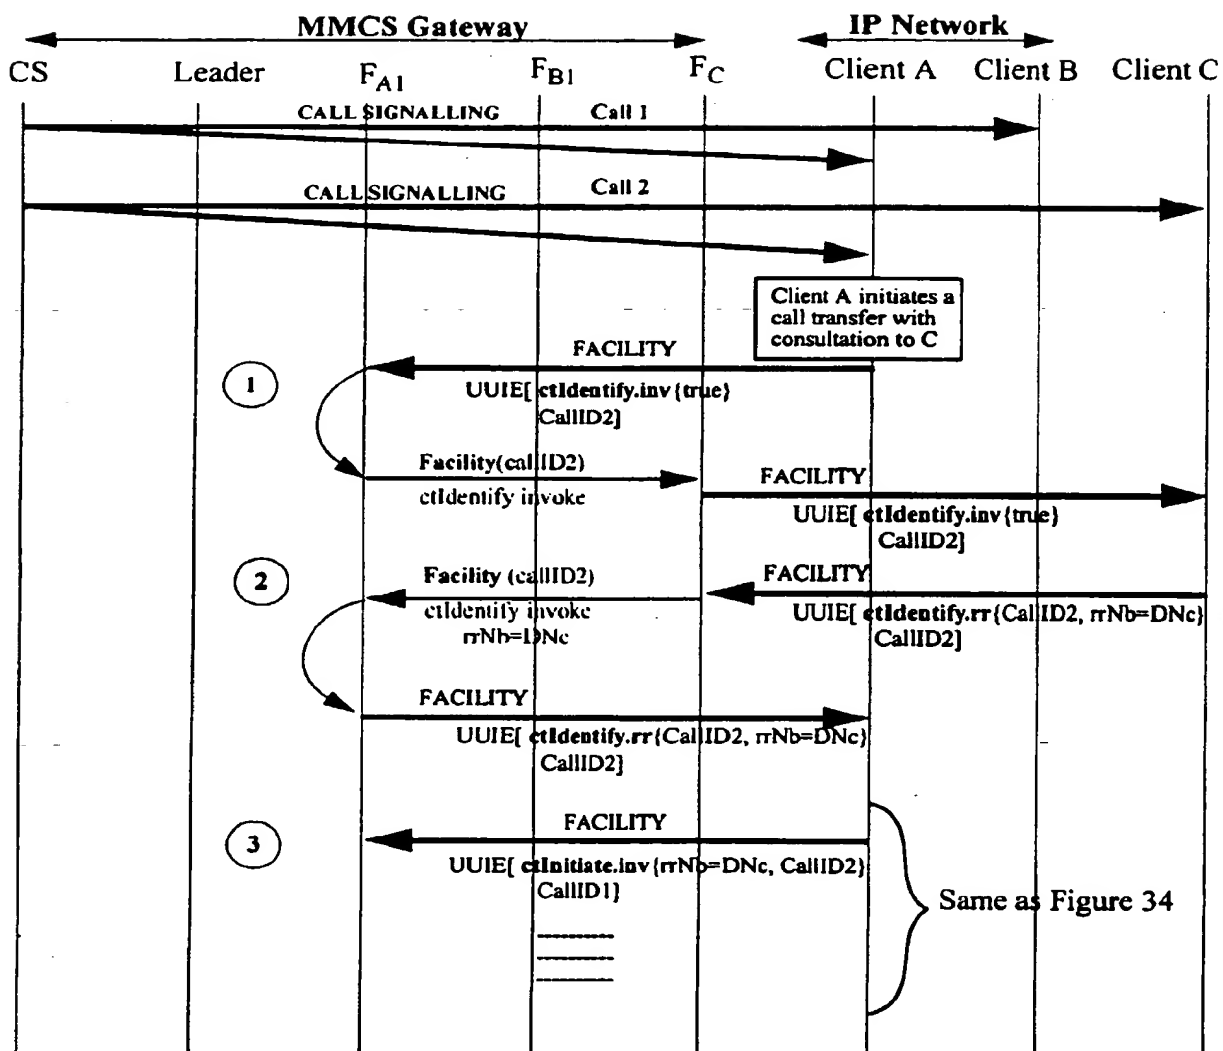 MMCS Gateway IP Network
CS Leader FA1 FB1 FC Client A Client B Client C
CALL SIGNALLING Call 1
CALL SIGNALLING Call 2
Client A initiates a
call transfer with
consultation to C
FACILITY
1
UUIE[ ctIdentify.inv{true}
CallID2]
Facility(callID2)
ctIdentify invoke
FACILITY
UUIE[ ctIdentify.inv{true}
CallID2]
2
Facility (callID2)
ctIdentify invoke
rrNb=DNc
FACILITY
UUIE[ ctIdentify.rr{CallID2, rrNb=DNc}
CallID2]
FACILITY
UUIE[ ctIdentify.rr{CallID2, rrNb=DNc}
CallID2]
3
FACILITY
UUIE[ ctInitiate.inv{rrNb=DNc, CallID2}
CallID1}
Same as Figure 34